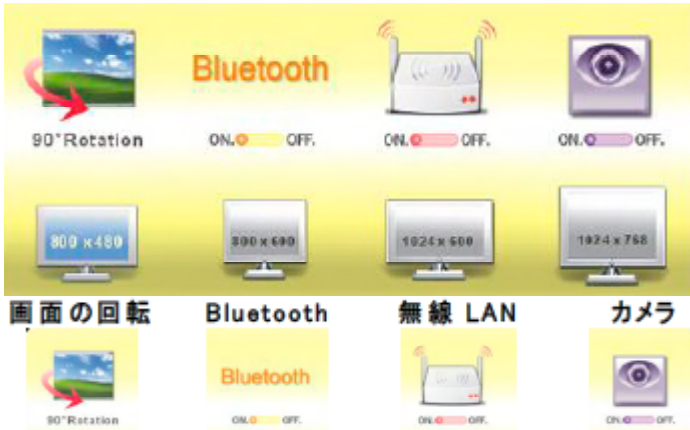 Bluetooth
90°Rotation ON. OFF. ON. OFF. ON. OFF.
800 x 480 800 x 600 1024 x 600 1024 x 768
画面の回転 Bluetooth 無線 LAN カメラ
Bluetooth
90°Rotation ON. OFF. ON. OFF. ON. OFF.